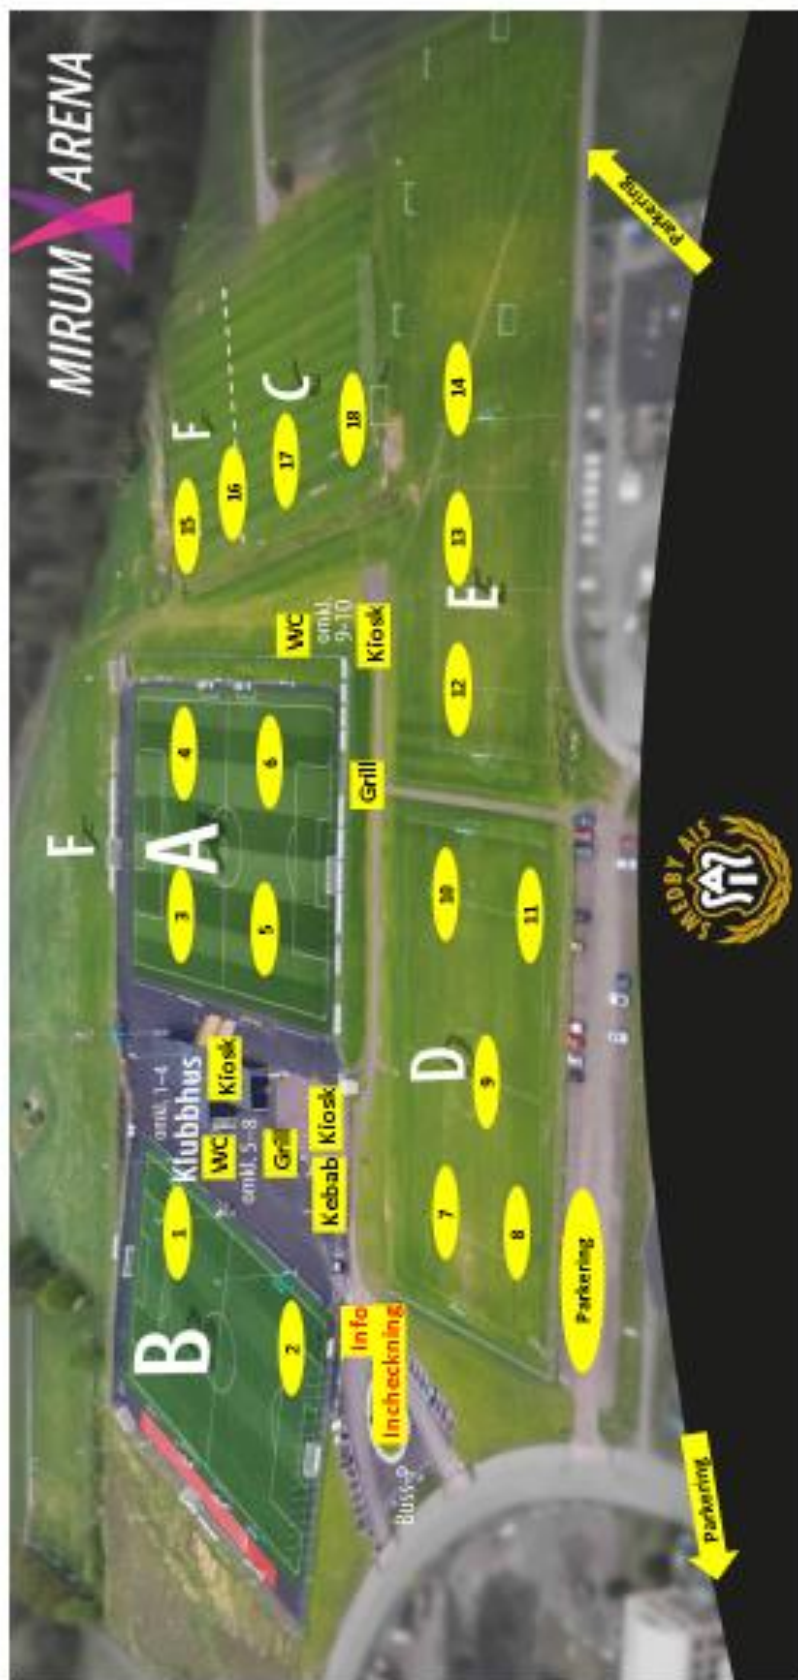 MIRUM ARENA
F
F
C
15
16
17
18
14
13
E
12
WC
omkl.
9-10
Kiosk
Grill
A
3
4
5
6
omkl. 1-4
Klubbhus
Kiosk
WC
omkl. 5-8
Grill
Kebab
Kiosk
B
1
2
Info
Incheckning
Buss-P
D
7
8
9
10
11
Parkering
Parkering
Parkering
SMEDBY AIS